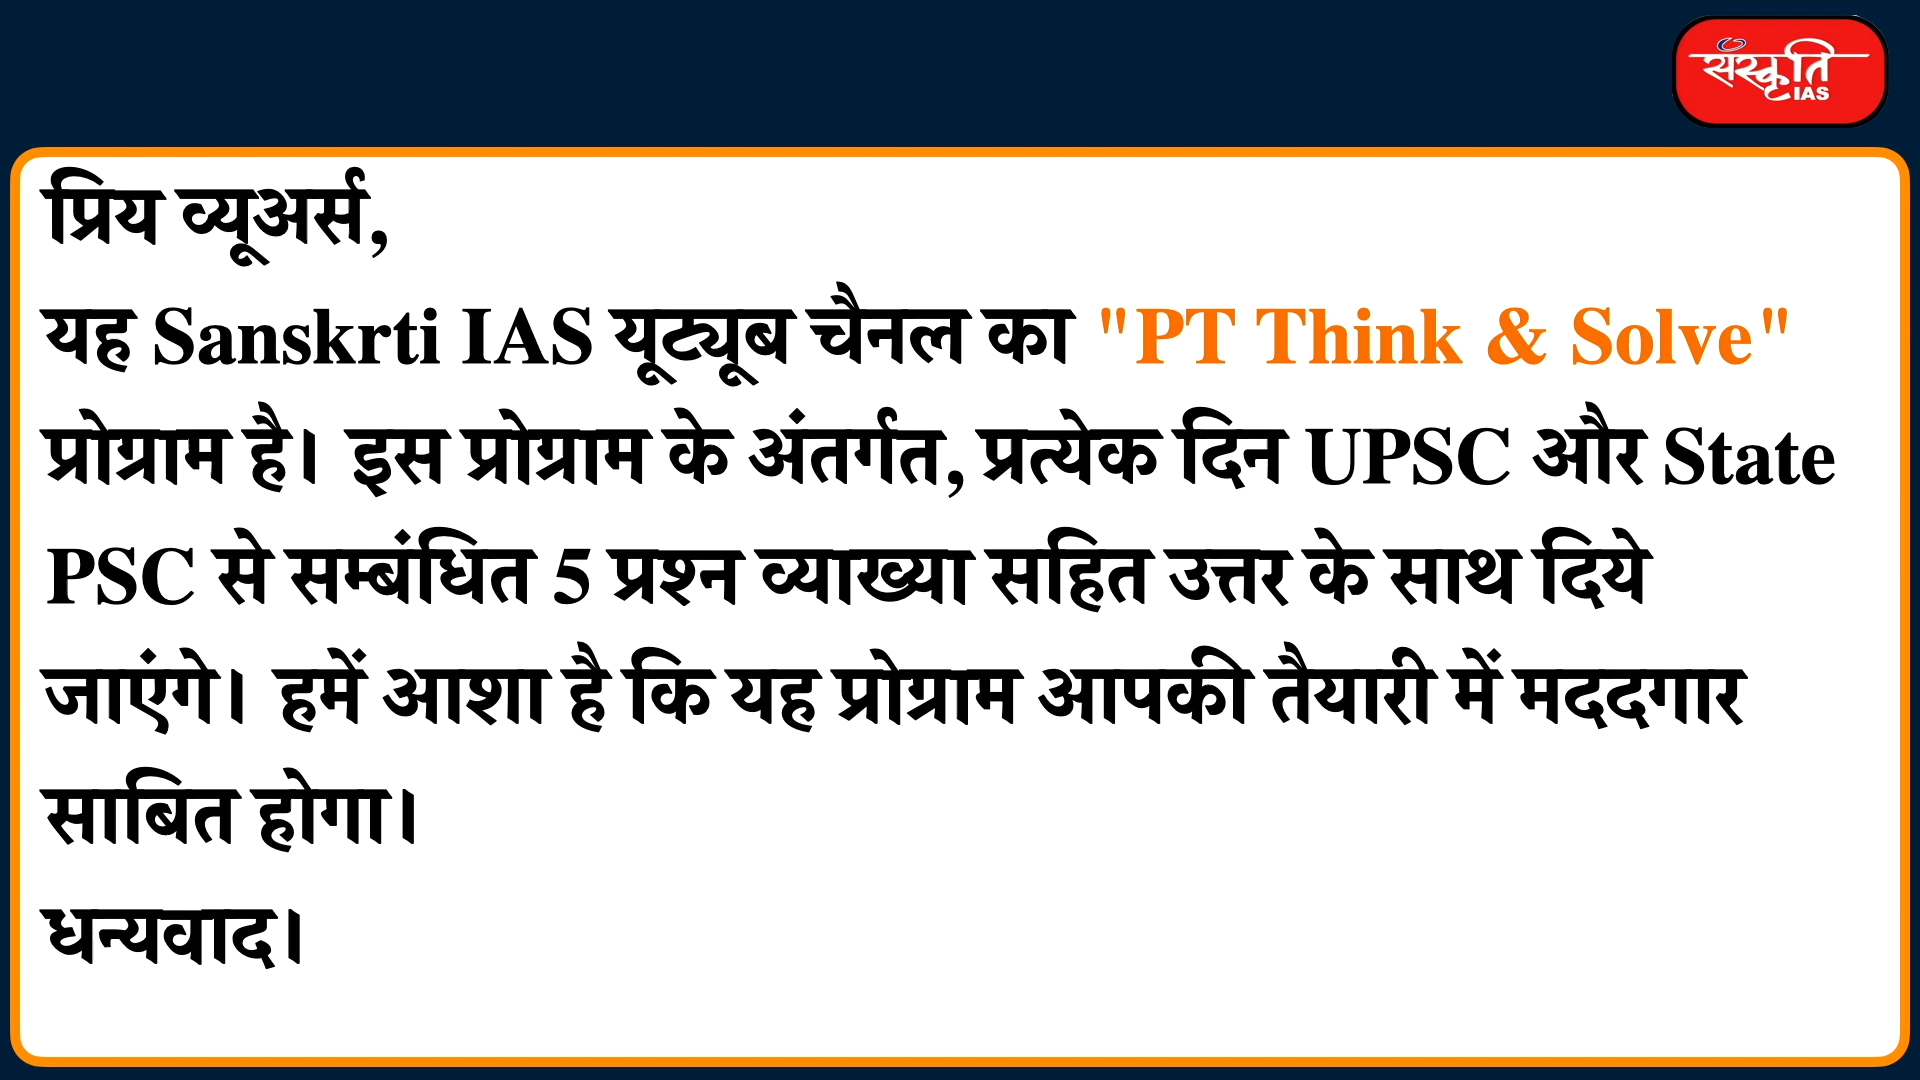 संस्कृति
IAS
प्रिय व्यूअर्स,
यह Sanskrti IAS यूट्यूब चैनल का "PT Think & Solve"
प्रोग्राम है। इस प्रोग्राम के अंतर्गत, प्रत्येक दिन UPSC और State
PSC से सम्बंधित 5 प्रश्न व्याख्या सहित उत्तर के साथ दिये
जाएंगे। हमें आशा है कि यह प्रोग्राम आपकी तैयारी में मददगार
साबित होगा।
धन्यवाद।